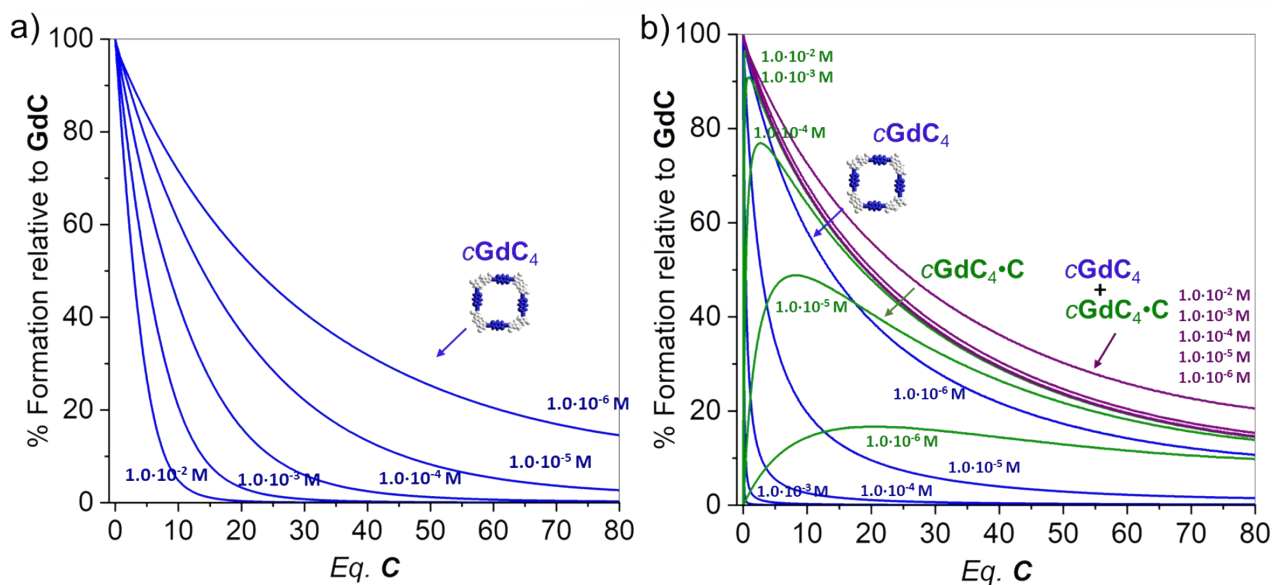 a)
% Formation relative to GdC
100
80
60
40
20
0
cGdC₄
1.0·10⁻⁶ M
1.0·10⁻⁵ M
1.0·10⁻⁴ M
1.0·10⁻³ M
1.0·10⁻² M
0 10 20 30 40 50 60 70 80
Eq. C
b)
% Formation relative to GdC
100
80
60
40
20
0
1.0·10⁻² M
1.0·10⁻³ M
1.0·10⁻⁴ M
cGdC₄
cGdC₄•C
cGdC₄
+
cGdC₄•C
1.0·10⁻² M
1.0·10⁻³ M
1.0·10⁻⁴ M
1.0·10⁻⁵ M
1.0·10⁻⁶ M
1.0·10⁻⁵ M
1.0·10⁻⁶ M
1.0·10⁻⁶ M
1.0·10⁻⁵ M
1.0·10⁻³ M
1.0·10⁻⁴ M
0 10 20 30 40 50 60 70 80
Eq. C